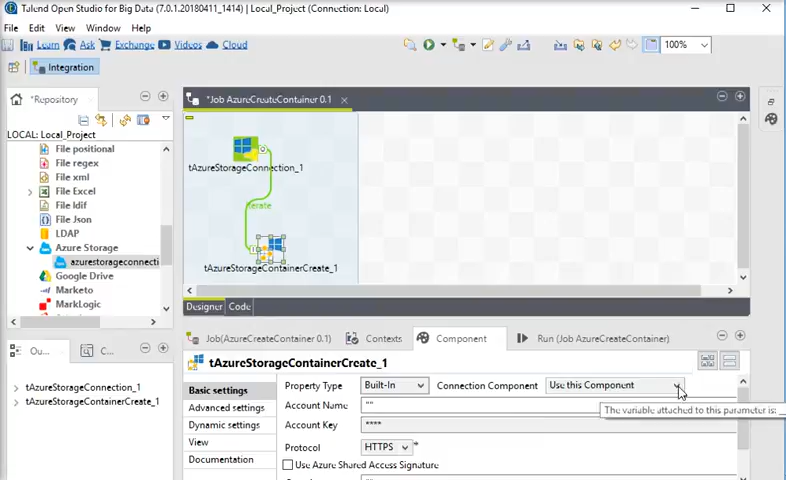 Talend Open Studio for Big Data (7.0.1.20180411_1414) | Local_Project (Connection: Local)
File Edit View Window Help
Learn Ask Exchange Videos Cloud 100%
Integration
*Repository
LOCAL: Local_Project
File positional
File regex
File xml
File Excel
File ldif
File Json
LDAP
Azure Storage
azurestorageconnecti
Google Drive
Marketo
MarkLogic
*Job AzureCreateContainer 0.1
tAzureStorageConnection_1
Iterate
tAzureStorageContainerCreate_1
Designer Code
Ou... C...
tAzureStorageConnection_1
tAzureStorageContainerCreate_1
Job(AzureCreateContainer 0.1) Contexts Component Run (Job AzureCreateContainer)
tAzureStorageContainerCreate_1
Basic settings
Advanced settings
Dynamic settings
View
Documentation
Property Type Built-In Connection Component Use this Component
Account Name ""
The variable attached to this parameter is: _
Account Key ****
Protocol HTTPS *
Use Azure Shared Access Signature